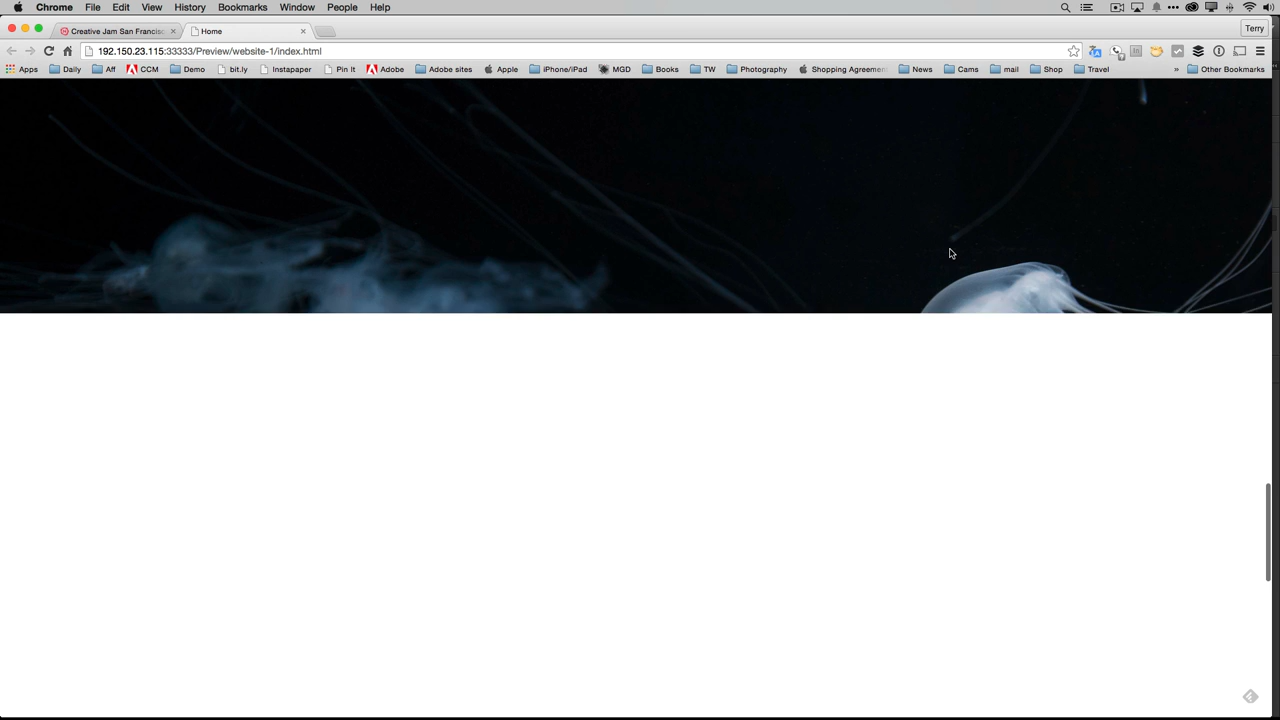 Chrome File Edit View History Bookmarks Window People Help
Creative Jam San Francisc Home Terry
192.150.23.115:33333/Preview/website-1/index.html
Apps Daily Aff CCM Demo bit.ly Instapaper Pin It Adobe Adobe sites Apple iPhone/iPad MGD Books TW Photography Shopping Agreemen News Cams mail Shop Travel » Other Bookmarks